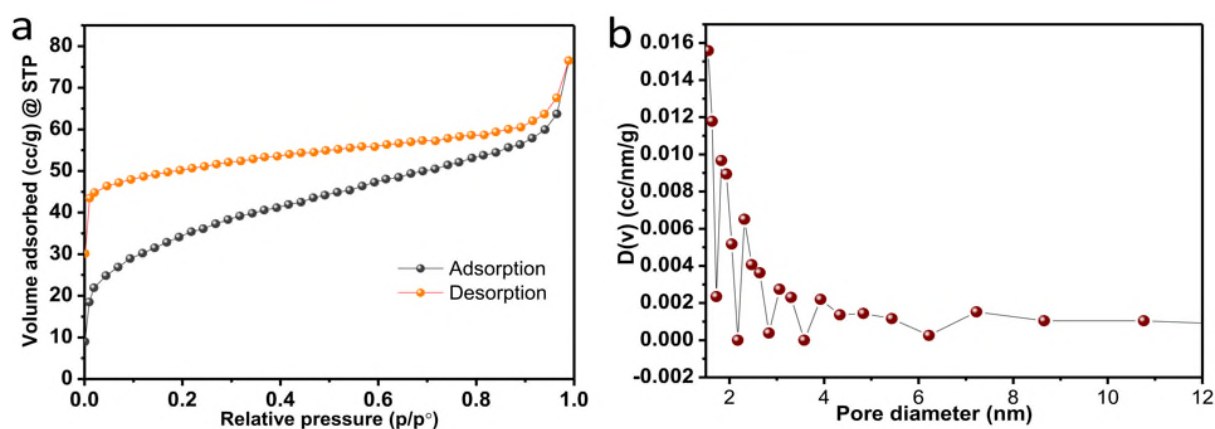 a
Volume adsorbed (cc/g) @ STP
80
70
60
50
40
30
20
10
0
0.0 0.2 0.4 0.6 0.8 1.0
Relative pressure (p/p°)
Adsorption
Desorption
b
D(v) (cc/nm/g)
0.016
0.014
0.012
0.010
0.008
0.006
0.004
0.002
0.000
-0.002
2 4 6 8 10 12
Pore diameter (nm)